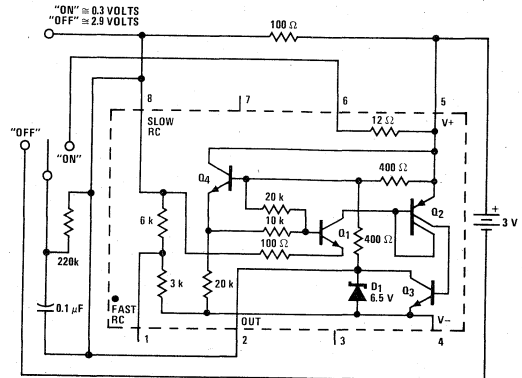 "ON" ≅ 0.3 VOLTS
"OFF" ≅ 2.9 VOLTS
100 Ω
8
7
6
5
SLOW
RC
12 Ω
V+
"OFF"
"ON"
Q4
400 Ω
20 k
Q2
+
3 V
6 k
10 k
Q1
400 Ω
100 Ω
220k
3 k
20 k
D1
6.5 V
Q3
0.1 μF
FAST
RC
OUT
V−
1
2
3
4